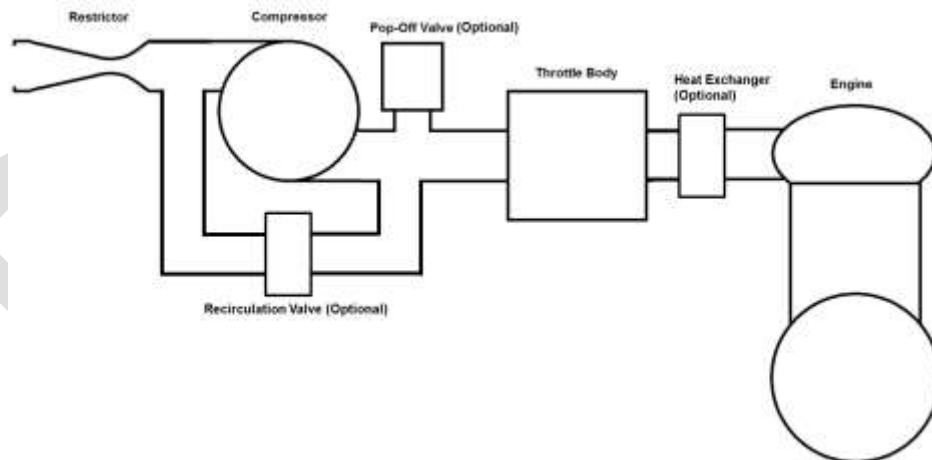 Restrictor
Compressor
Pop-Off Valve (Optional)
Throttle Body
Heat Exchanger
(Optional)
Engine
Recirculation Valve (Optional)